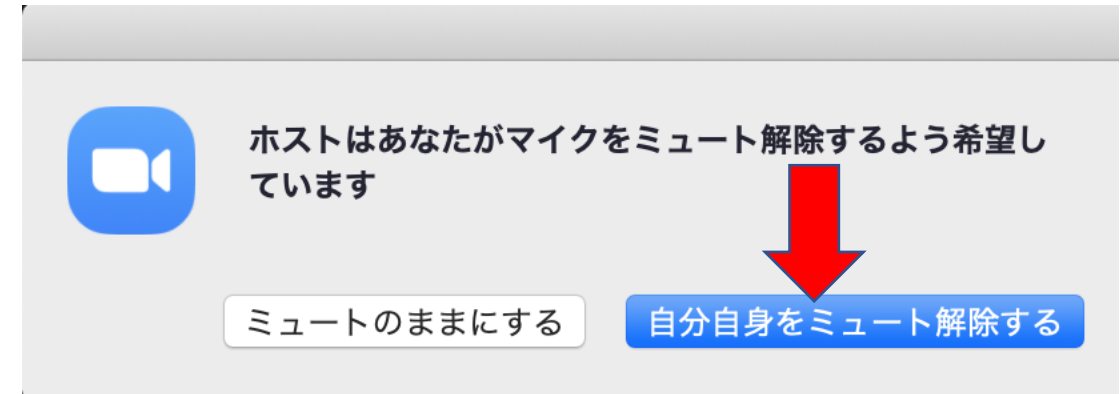 ホストはあなたがマイクをミュート解除するよう希望し
ています
ミュートのままにする
自分自身をミュート解除する